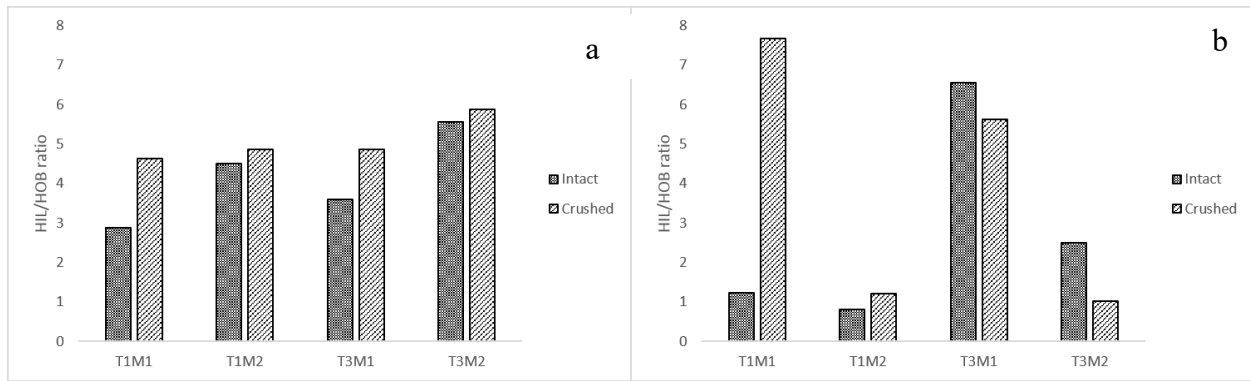 a
8
7
6
5
4
3
2
1
0
HIL/HOB ratio
T1M1 T1M2 T3M1 T3M2
Intact
Crushed
b
8
7
6
5
4
3
2
1
0
HIL/HOB ratio
T1M1 T1M2 T3M1 T3M2
Intact
Crushed